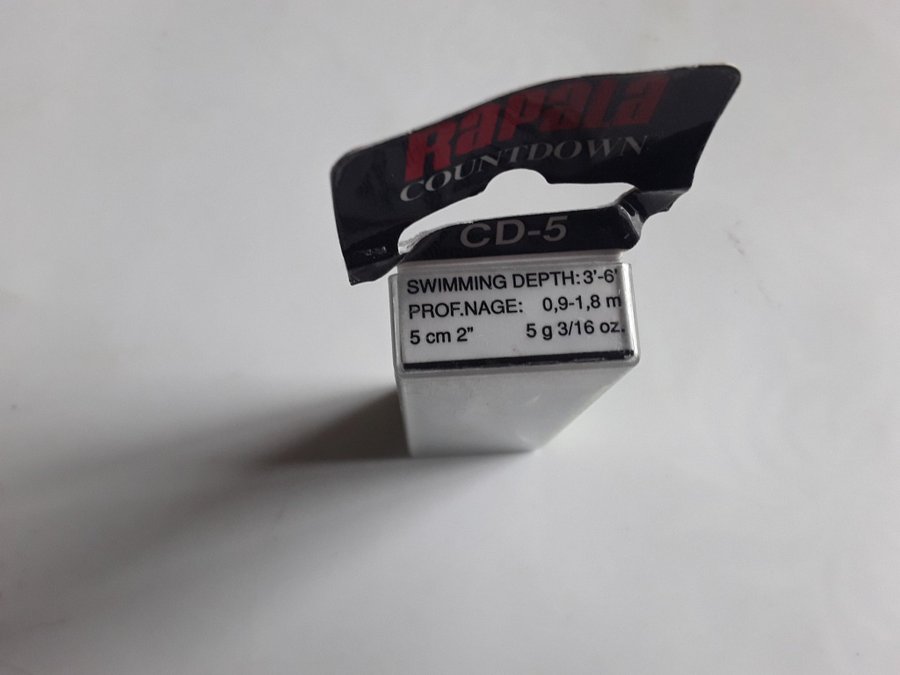 Rapala
COUNTDOWN
CD-5
SWIMMING DEPTH: 3'-6'
PROF.NAGE: 0,9-1,8 m
5 cm 2" 5 g 3/16 oz.